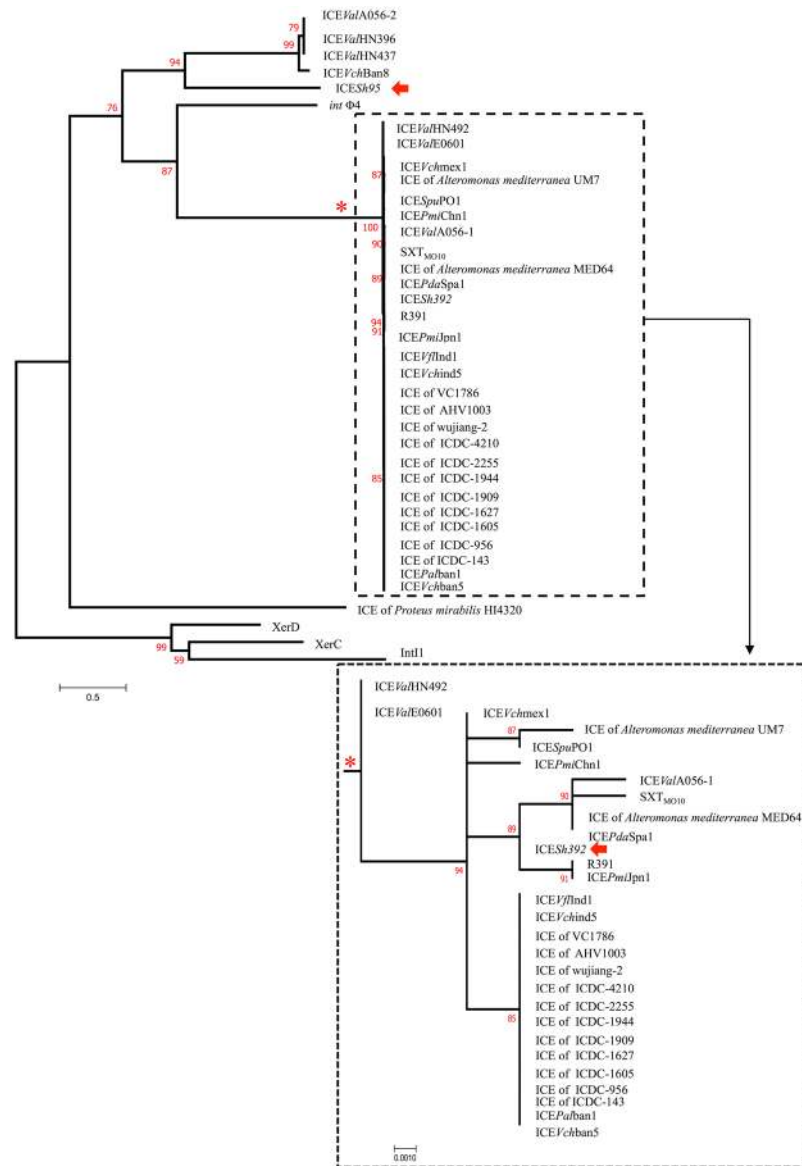 ICEValA056-2
79
ICEValHN396
99
ICEValHN437
94
ICEVchBan8
ICESh95
76
int Φ4
ICEValHN492
ICEValE0601
87
ICEVchmex1
87
ICE of Alteromonas mediterranea UM7
ICESpuPO1
*
ICEPmiChn1
100
ICEValA056-1
90
SXTMO10
ICE of Alteromonas mediterranea MED64
89
ICEPdaSpa1
ICESh392
94
R391
91
ICEPmiJpn1
ICEVflInd1
ICEVchind5
ICE of VC1786
ICE of AHV1003
ICE of wujiang-2
ICE of ICDC-4210
ICE of ICDC-2255
85
ICE of ICDC-1944
ICE of ICDC-1909
ICE of ICDC-1627
ICE of ICDC-1605
ICE of ICDC-956
ICE of ICDC-143
ICEPalban1
ICEVchban5
ICE of Proteus mirabilis HI4320
XerD
99
XerC
59
IntI1
0.5
ICEValHN492
ICEValE0601
ICEVchmex1
87
ICE of Alteromonas mediterranea UM7
ICESpuPO1
*
ICEPmiChn1
ICEValA056-1
90
SXTMO10
ICE of Alteromonas mediterranea MED64
89
ICEPdaSpa1
ICESh392
94
R391
91
ICEPmiJpn1
ICEVflInd1
ICEVchind5
ICE of VC1786
ICE of AHV1003
ICE of wujiang-2
ICE of ICDC-4210
ICE of ICDC-2255
85
ICE of ICDC-1944
ICE of ICDC-1909
ICE of ICDC-1627
ICE of ICDC-1605
ICE of ICDC-956
ICE of ICDC-143
ICEPalban1
ICEVchban5
0.0010